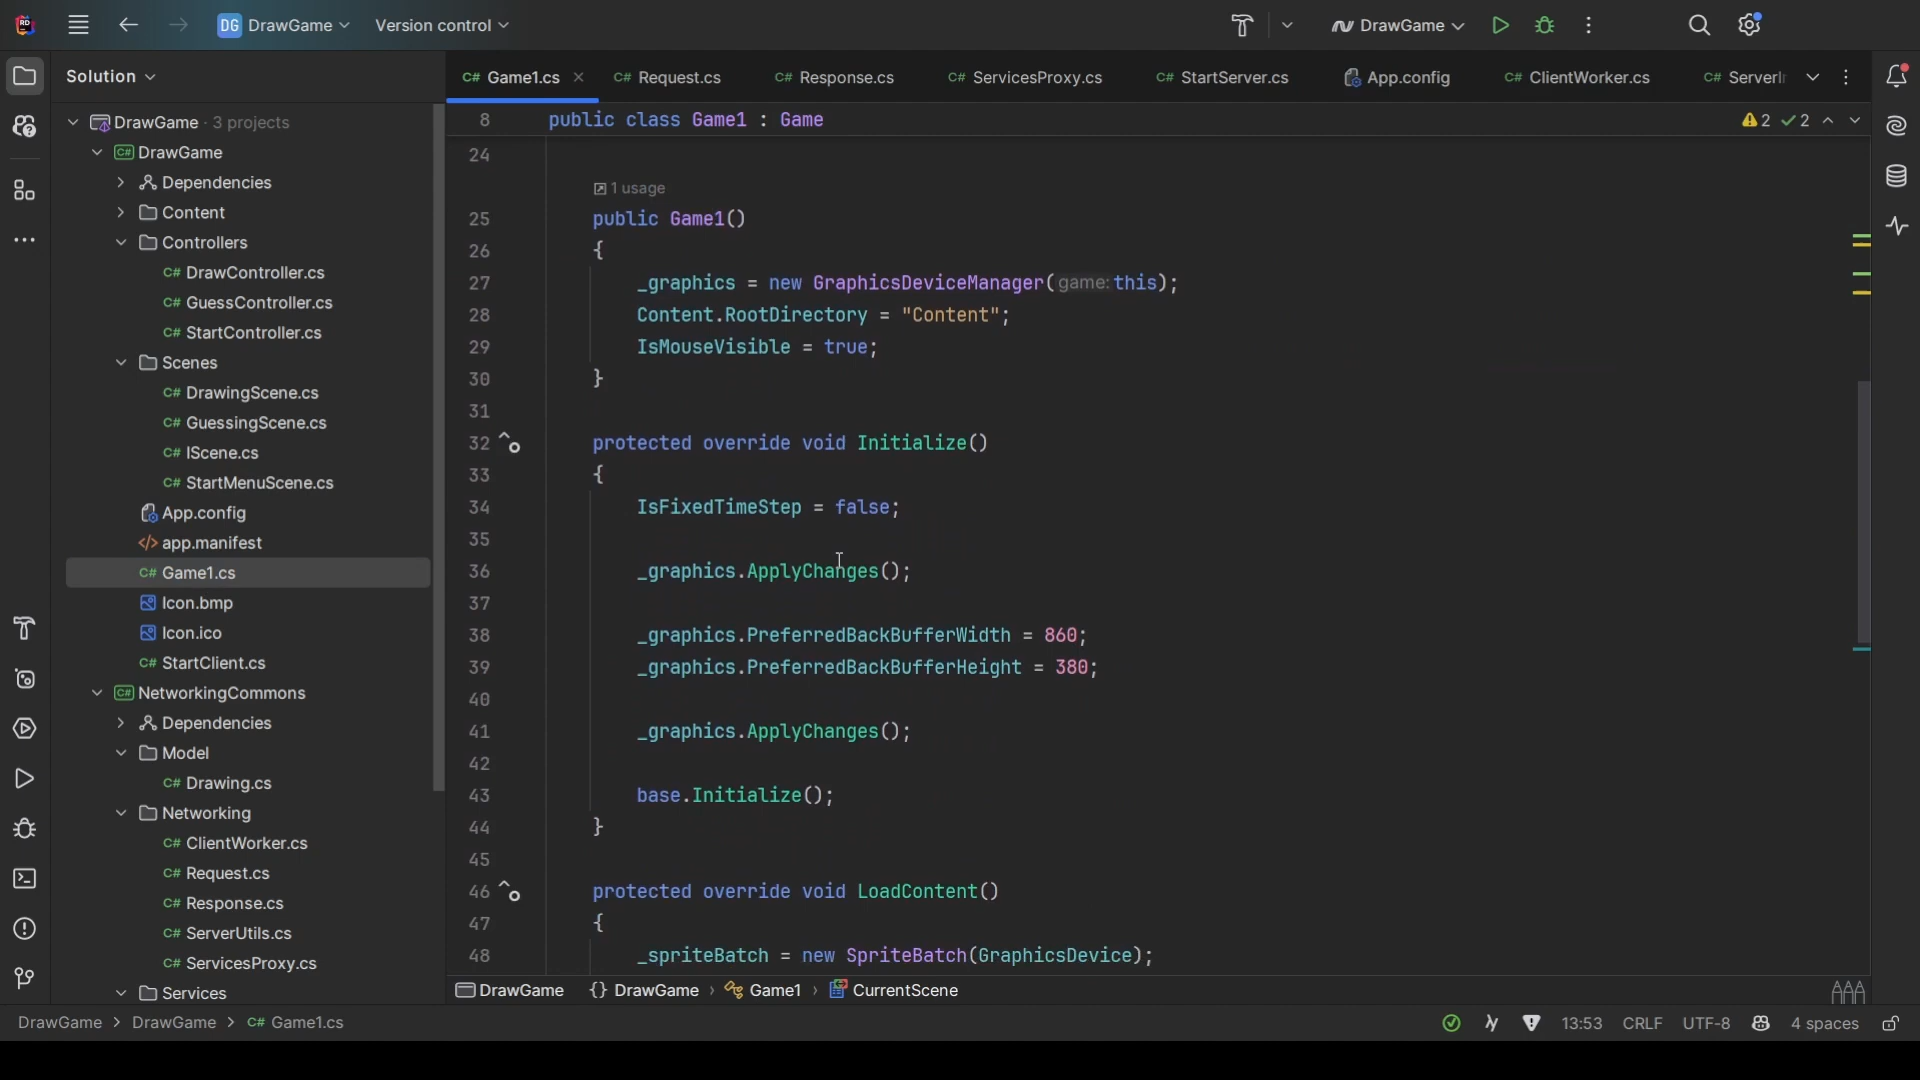 DG DrawGame
Version control
DrawGame
Solution
Game1.cs
Request.cs
Response.cs
ServicesProxy.cs
StartServer.cs
App.config
ClientWorker.cs
ServerI
DrawGame · 3 projects
DrawGame
Dependencies
Content
Controllers
DrawController.cs
GuessController.cs
StartController.cs
Scenes
DrawingScene.cs
GuessingScene.cs
IScene.cs
StartMenuScene.cs
App.config
app.manifest
Game1.cs
Icon.bmp
Icon.ico
StartClient.cs
NetworkingCommons
Dependencies
Model
Drawing.cs
Networking
ClientWorker.cs
Request.cs
Response.cs
ServerUtils.cs
ServicesProxy.cs
Services
8 public class Game1 : Game
2 2
24
1 usage
25 public Game1()
26 {
27 _graphics = new GraphicsDeviceManager( game: this);
28 Content.RootDirectory = "Content";
29 IsMouseVisible = true;
30 }
31
32 protected override void Initialize()
33 {
34 IsFixedTimeStep = false;
35
36 _graphics.ApplyChanges();
37
38 _graphics.PreferredBackBufferWidth = 860;
39 _graphics.PreferredBackBufferHeight = 380;
40
41 _graphics.ApplyChanges();
42
43 base.Initialize();
44 }
45
46 protected override void LoadContent()
47 {
48 _spriteBatch = new SpriteBatch(GraphicsDevice);
DrawGame {} DrawGame › Game1 › CurrentScene
DrawGame > DrawGame > C# Game1.cs
13:53 CRLF UTF-8 4 spaces